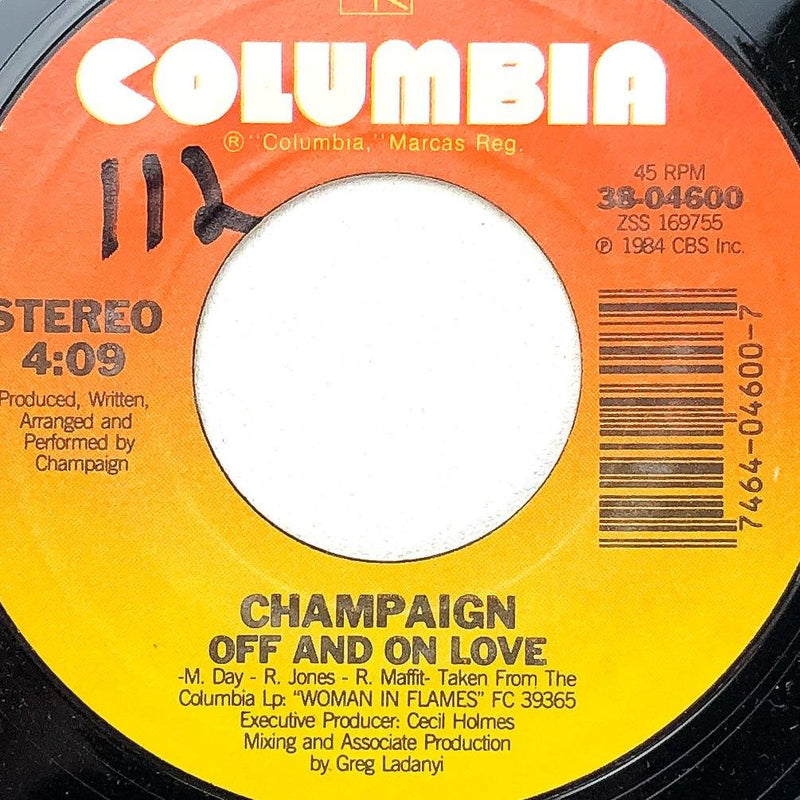 COLUMBIA
® "Columbia," Marcas Reg.
112
45 RPM
38-04600
ZSS 169755
℗ 1984 CBS Inc.
STEREO
4:09
Produced, Written,
Arranged and
Performed by
Champaign
7464-04600-7
CHAMPAIGN
OFF AND ON LOVE
-M. Day - R. Jones - R. Maffit- Taken From The
Columbia Lp: "WOMAN IN FLAMES" FC 39365
Executive Producer: Cecil Holmes
Mixing and Associate Production
by Greg Ladanyi